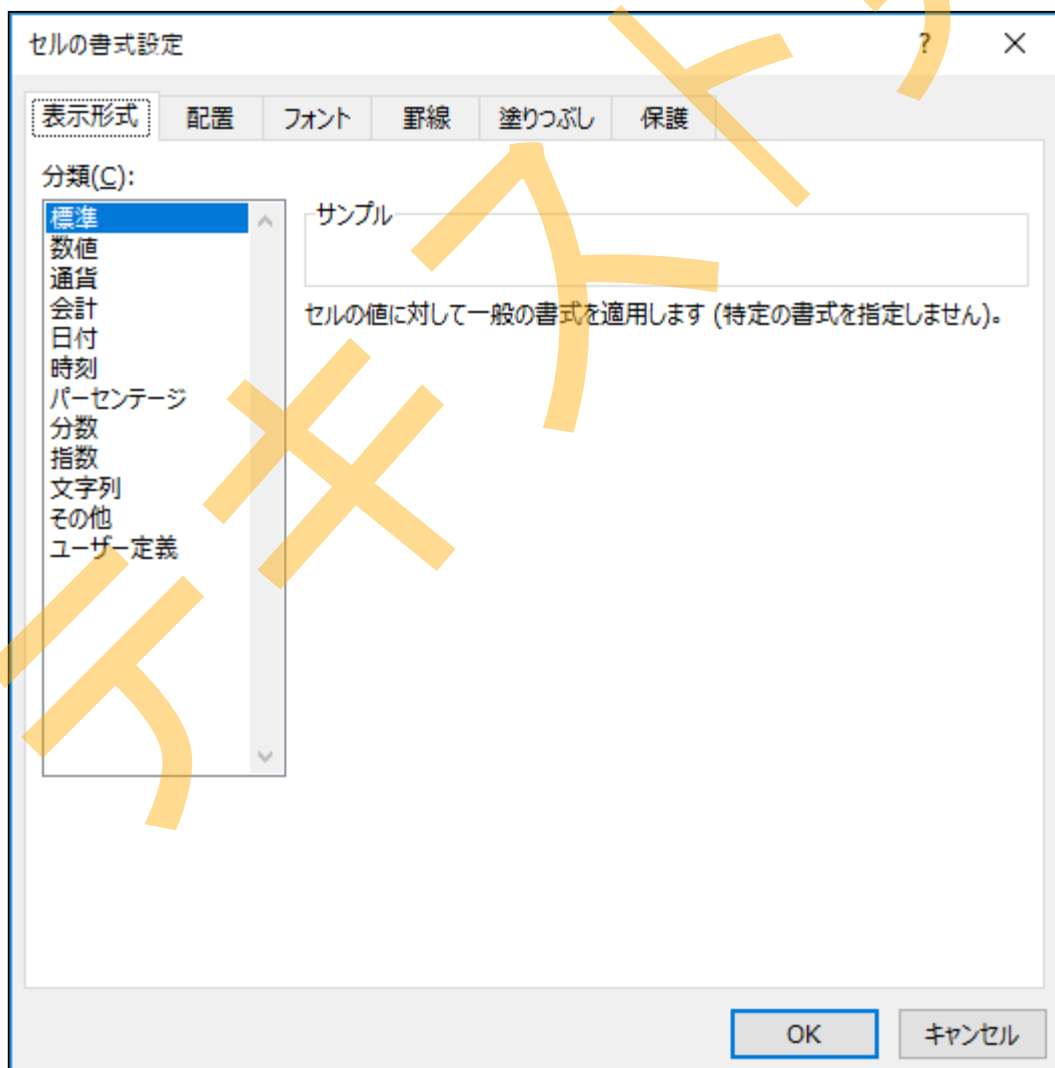 セルの書式設定
? ×
表示形式 配置 フォント 罫線 塗りつぶし 保護
分類(C):
標準
数値
通貨
会計
日付
時刻
パーセンテージ
分数
指数
文字列
その他
ユーザー定義
サンプル
セルの値に対して一般の書式を適用します (特定の書式を指定しません)。
OK キャンセル
テキスト